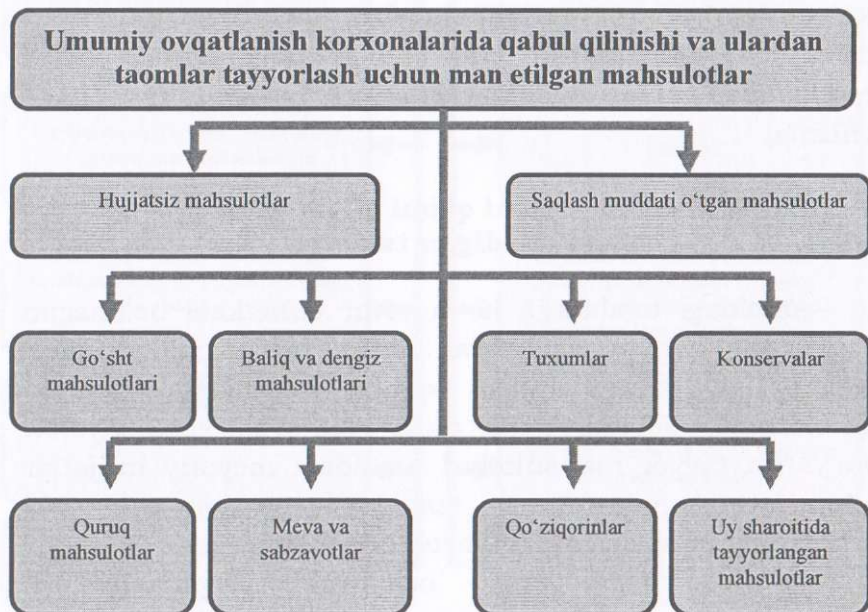 Umumiy ovqatlanish korxonalarida qabul qilinishi va ulardan
taomlar tayyorlash uchun man etilgan mahsulotlar
Hujjatsiz mahsulotlar
Saqlash muddati o‘tgan mahsulotlar
Go‘sht
mahsulotlari
Baliq va dengiz
mahsulotlari
Tuxumlar
Konservalar
Quruq
mahsulotlar
Meva va
sabzavotlar
Qo‘ziqorinlar
Uy sharoitida
tayyorlangan
mahsulotlar